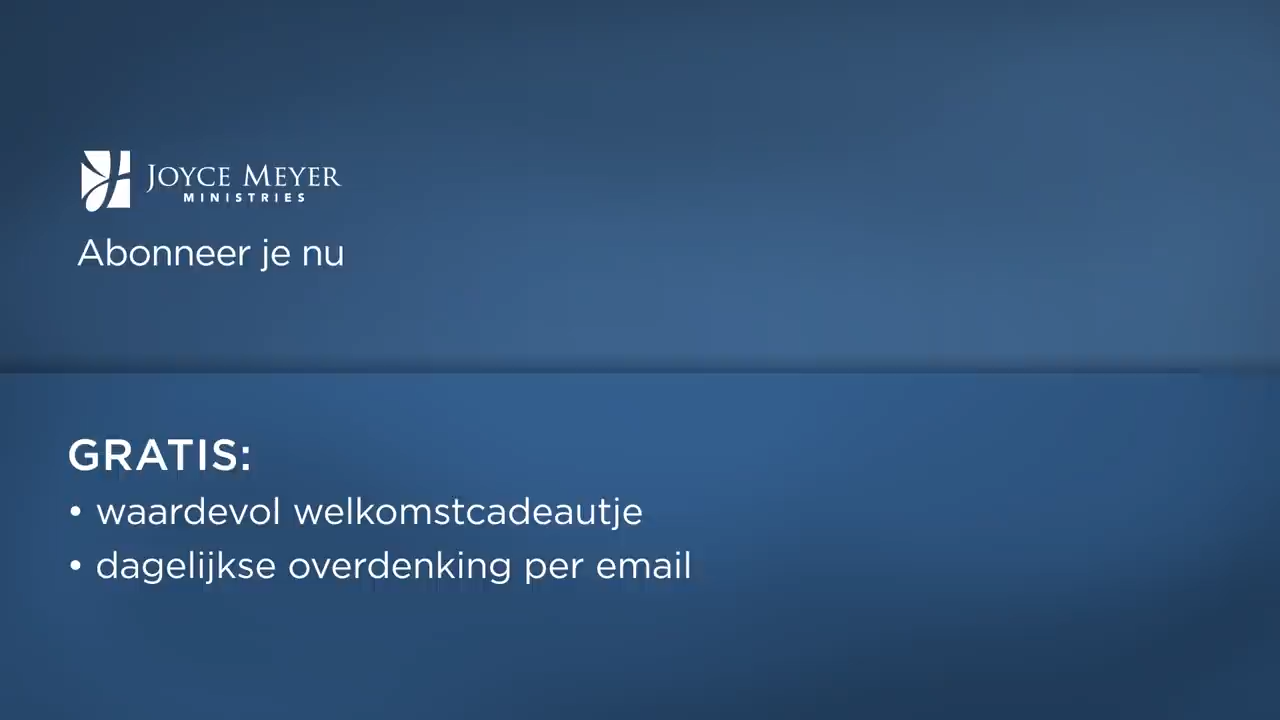 JOYCE MEYER
MINISTRIES
Abonneer je nu
GRATIS:
• waardevol welkomstcadeautje
• dagelijkse overdenking per email